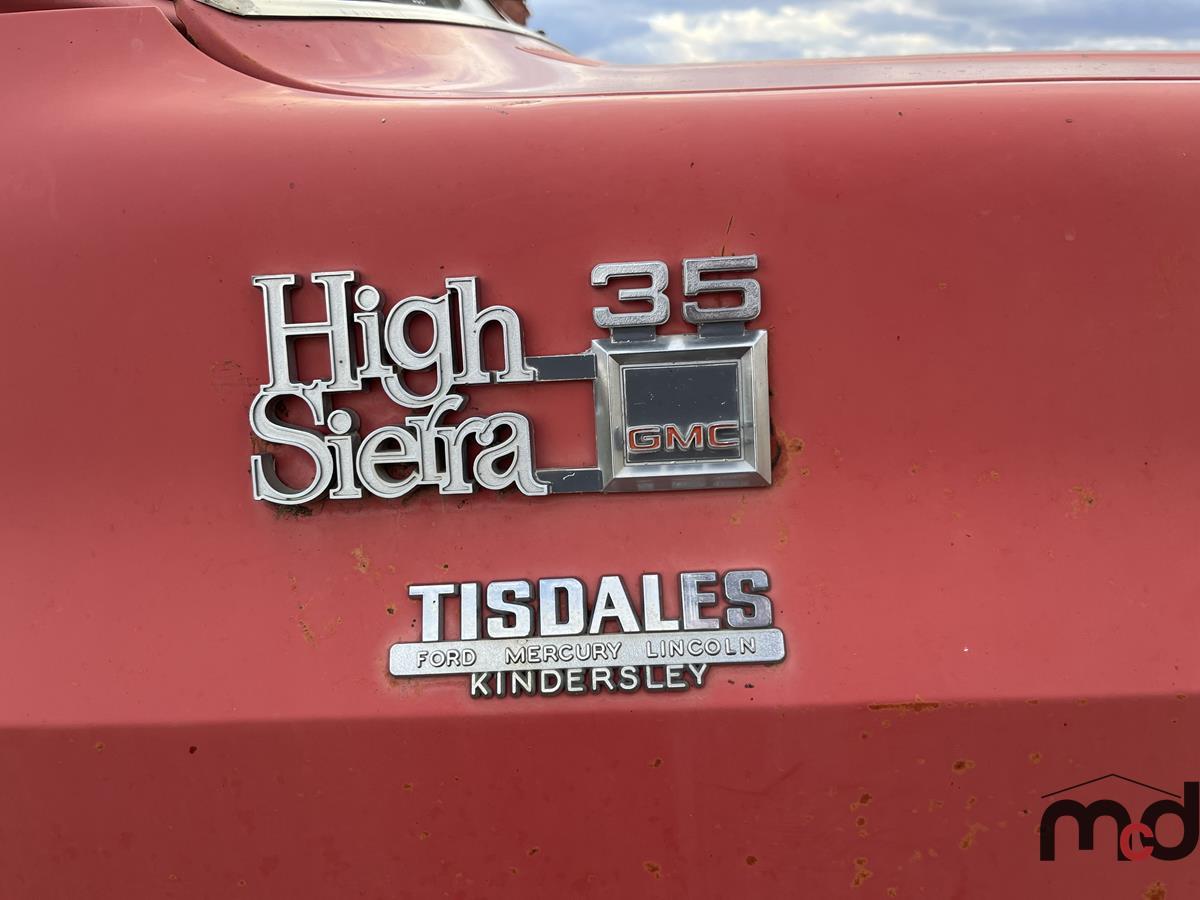 High
Sierra
35
GMC
TISDALES
FORD MERCURY LINCOLN
KINDERSLEY
mcd